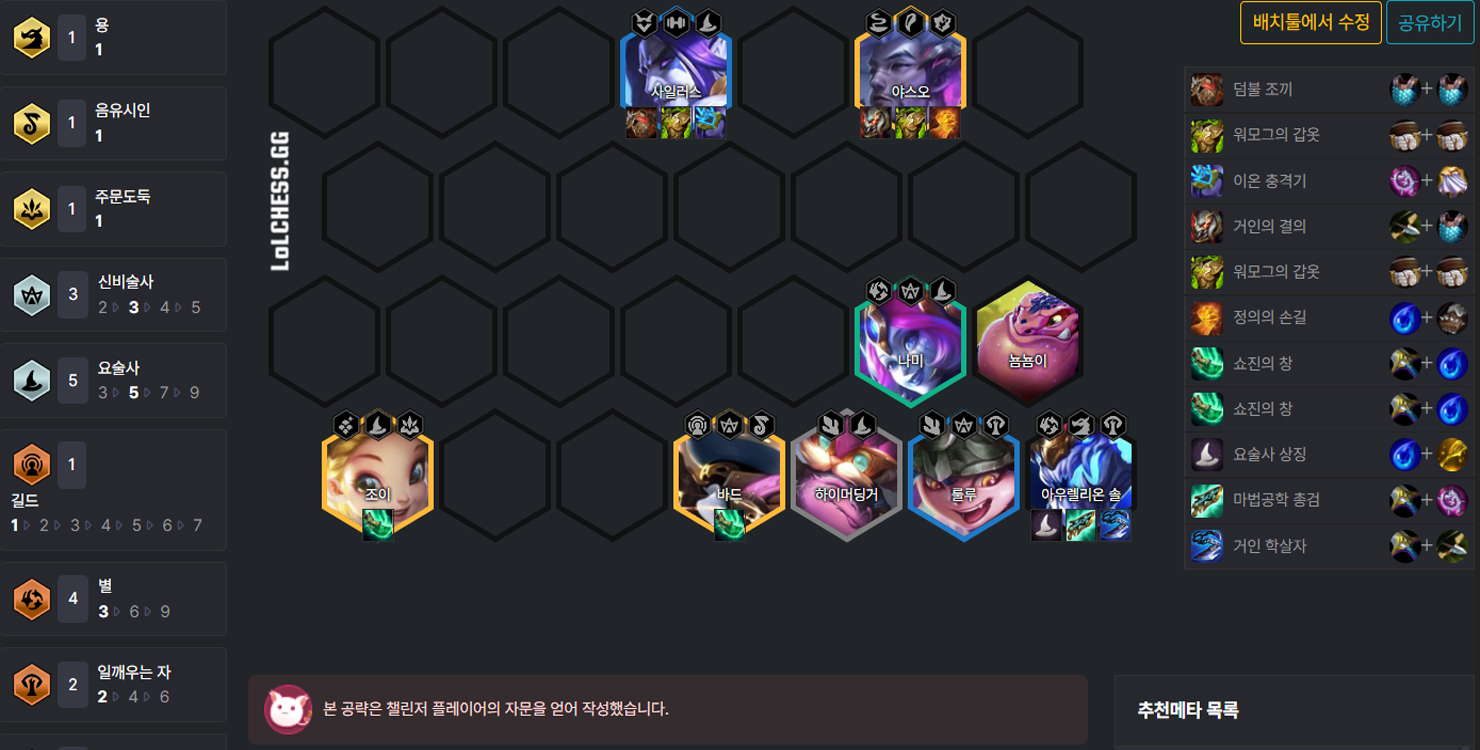 1
용
1
1
음유시인
1
1
주문도둑
1
3
신비술사
2 3 4 5
5
요술사
3 5 7 9
1
길드
1 2 3 4 5 6 7
4
별
3 6 9
2
일깨우는 자
2 4 6
LoLCHESS.GG
사일러스
야스오
나미
뇸뇸이
조이
바드
하이머딩거
룰루
아우렐리온 솔
본 공략은 챌린저 플레이어의 자문을 얻어 작성했습니다.
배치툴에서 수정
공유하기
덤불 조끼
+
워모그의 갑옷
+
이온 충격기
+
거인의 결의
+
워모그의 갑옷
+
정의의 손길
+
쇼진의 창
+
쇼진의 창
+
요술사 상징
+
마법공학 총검
+
거인 학살자
+
추천메타 목록